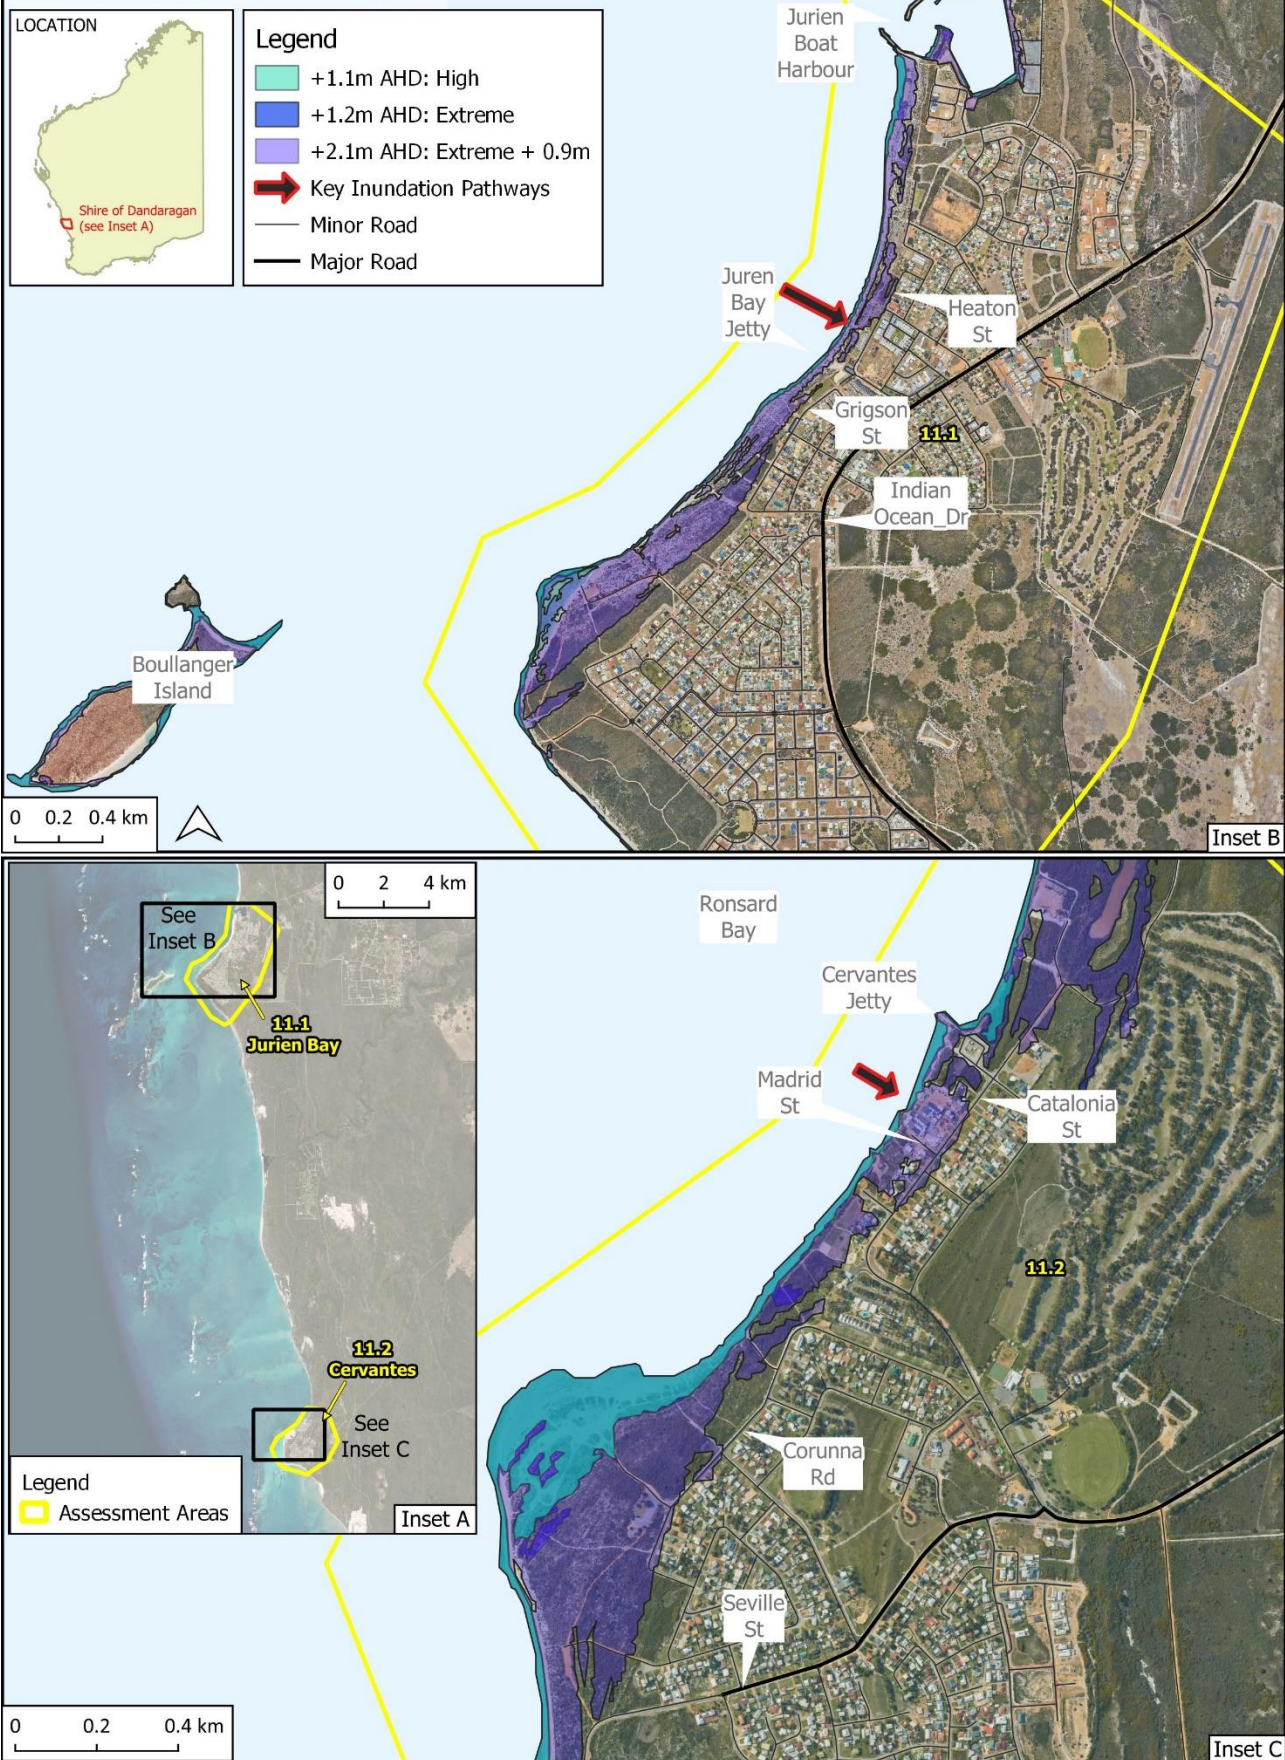 LOCATION
Shire of Dandaragan
(see Inset A)
Legend
+1.1m AHD: High
+1.2m AHD: Extreme
+2.1m AHD: Extreme + 0.9m
Key Inundation Pathways
Minor Road
Major Road
Jurien
Boat
Harbour
Juren
Bay
Jetty
Heaton
St
Grigson
St
11.1
Indian
Ocean_Dr
Boullanger
Island
0 0.2 0.4 km
Inset B
0 2 4 km
See
Inset B
11.1
Jurien Bay
11.2
Cervantes
See
Inset C
Legend
Assessment Areas
Inset A
Ronsard
Bay
Cervantes
Jetty
Madrid
St
Catalonia
St
11.2
Corunna
Rd
Seville
St
0 0.2 0.4 km
Inset C